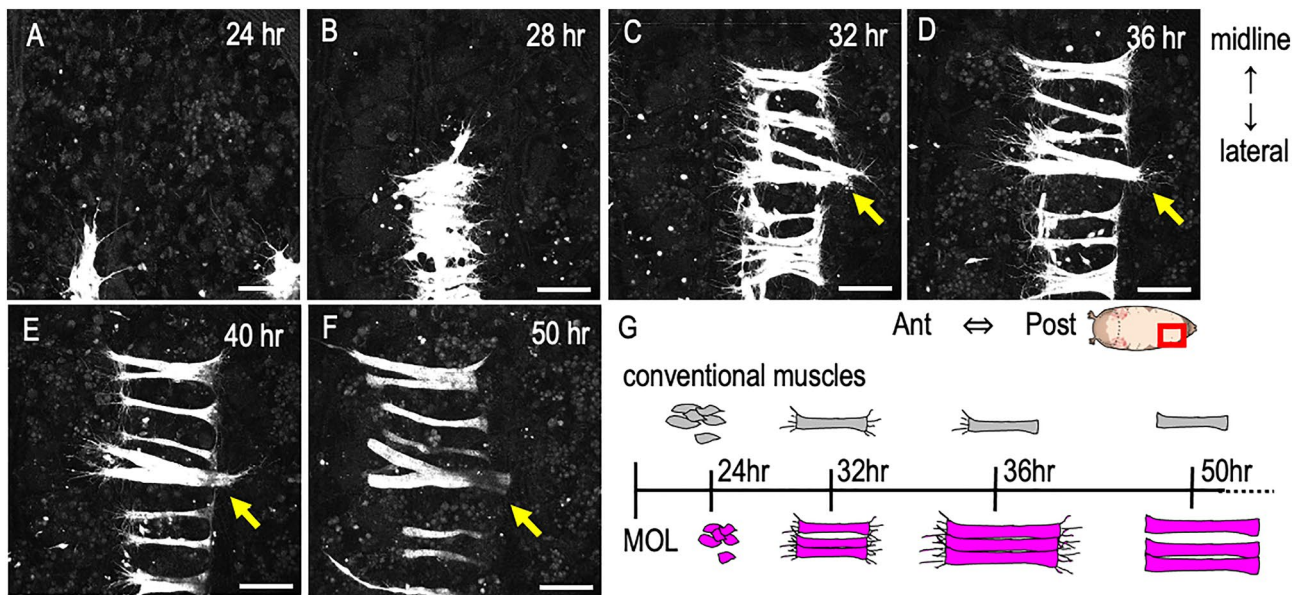 A
24 hr
B
28 hr
C
32 hr
D
36 hr
midline
lateral
E
40 hr
F
50 hr
G
Ant ⇔ Post
conventional muscles
24hr
32hr
36hr
50hr
MOL